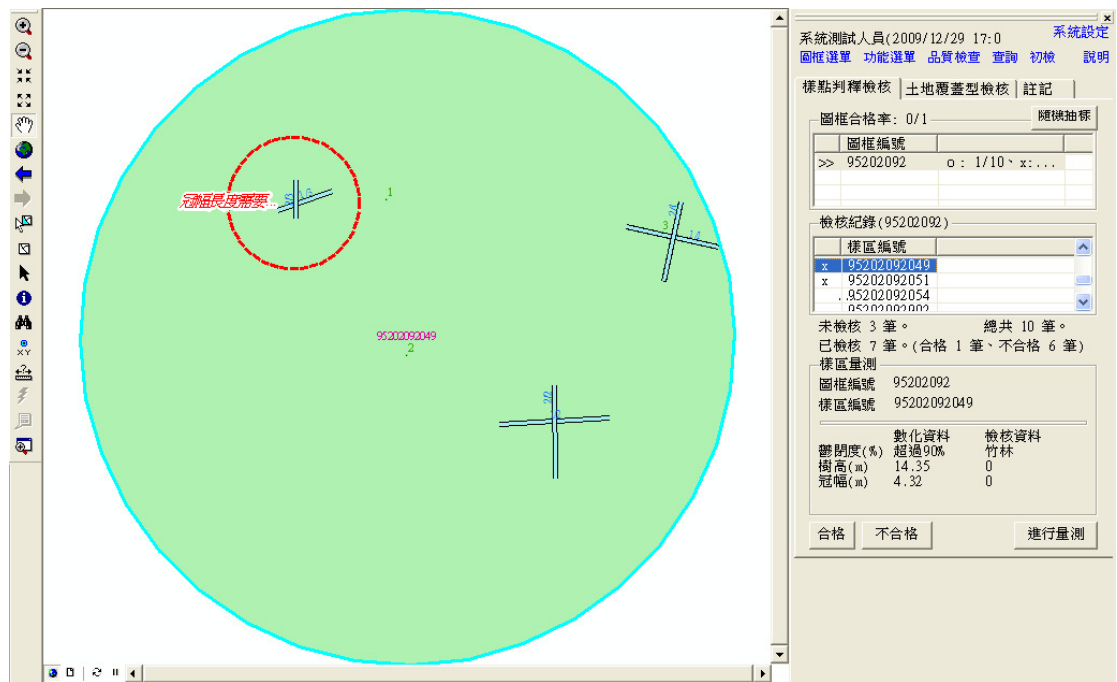 系統測試人員(2009/12/29 17:0
系統設定
圖框選單 功能選單 品質檢查 查詢 初檢 說明
樣點判釋檢核 土地覆蓋型檢核 註記
圖框合格率: 0/1
隨機抽樣
圖框編號
>> 95202092 o : 1/10、x:...
檢核紀錄(95202092)
樣區編號
x 95202092049
x 95202092051
..95202092054
95202092902
未檢核 3 筆。 總共 10 筆。
已檢核 7 筆。(合格 1 筆、不合格 6 筆)
樣區量測
圖框編號 95202092
樣區編號 95202092049
數化資料 檢核資料
鬱閉度(%) 超過90% 竹林
樹高(m) 14.35 0
冠幅(m) 4.32 0
合格 不合格 進行量測
冠幅長度需要...
1
3
95202092049
2
XY